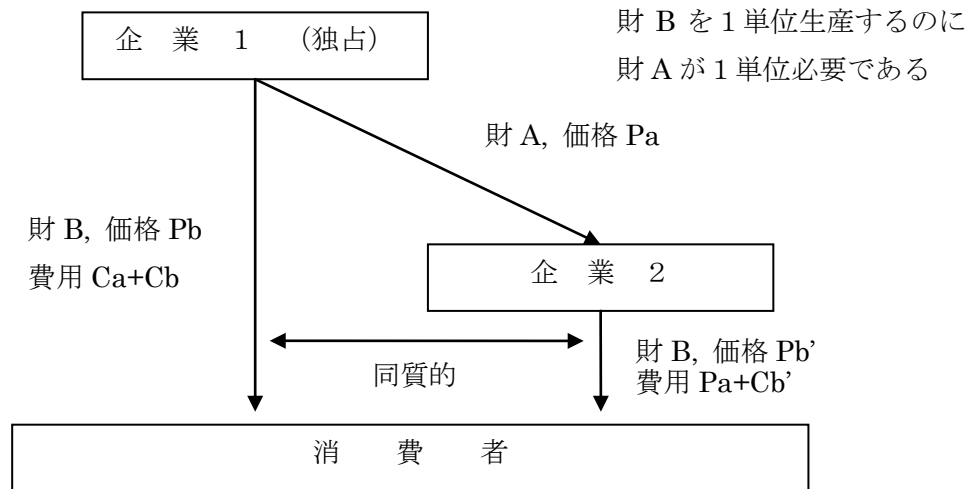 企 業 １ （独占）
財 B を１単位生産するのに
財 A が１単位必要である
財 A, 価格 Pa
財 B, 価格 Pb
費用 Ca+Cb
企 業 ２
同質的
財 B, 価格 Pb’
費用 Pa+Cb’
消 費 者